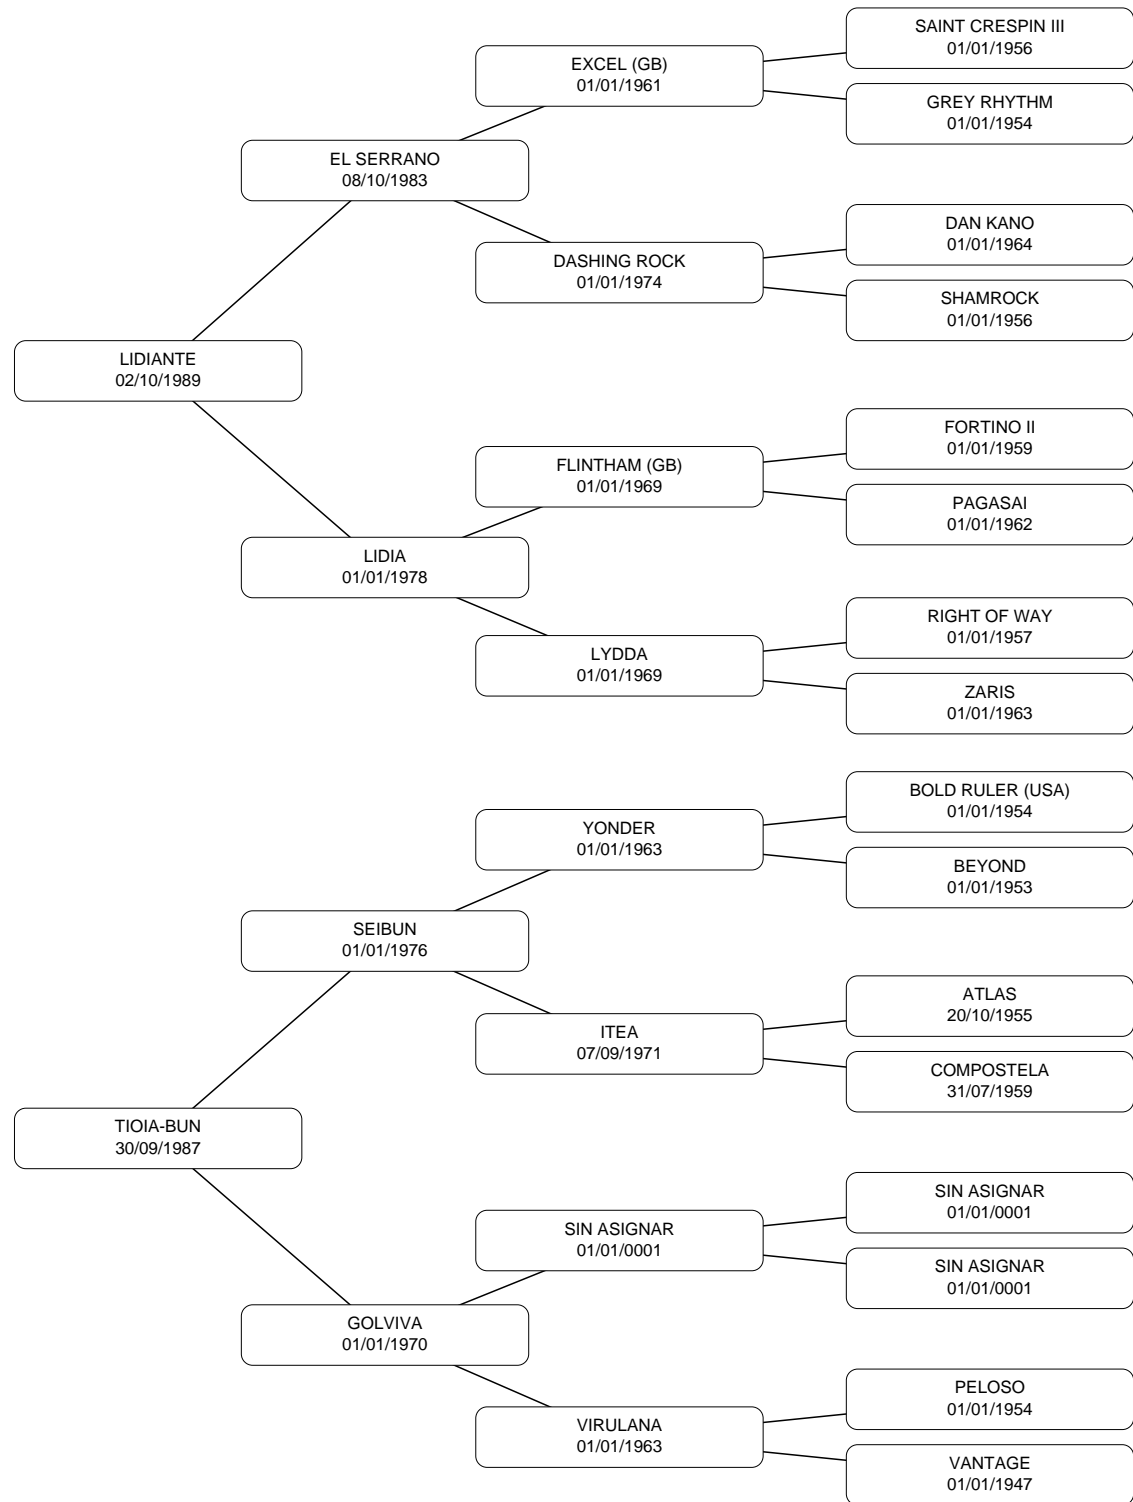 SAINT CRESPIN III
01/01/1956
EXCEL (GB)
01/01/1961
GREY RHYTHM
01/01/1954
EL SERRANO
08/10/1983
DAN KANO
01/01/1964
DASHING ROCK
01/01/1974
SHAMROCK
01/01/1956
LIDIANTE
02/10/1989
FORTINO II
01/01/1959
FLINTHAM (GB)
01/01/1969
PAGASAI
01/01/1962
LIDIA
01/01/1978
RIGHT OF WAY
01/01/1957
LYDDA
01/01/1969
ZARIS
01/01/1963
BOLD RULER (USA)
01/01/1954
YONDER
01/01/1963
BEYOND
01/01/1953
SEIBUN
01/01/1976
ATLAS
20/10/1955
ITEA
07/09/1971
COMPOSTELA
31/07/1959
TIOIA-BUN
30/09/1987
SIN ASIGNAR
01/01/0001
SIN ASIGNAR
01/01/0001
SIN ASIGNAR
01/01/0001
GOLVIVA
01/01/1970
PELOSO
01/01/1954
VIRULANA
01/01/1963
VANTAGE
01/01/1947